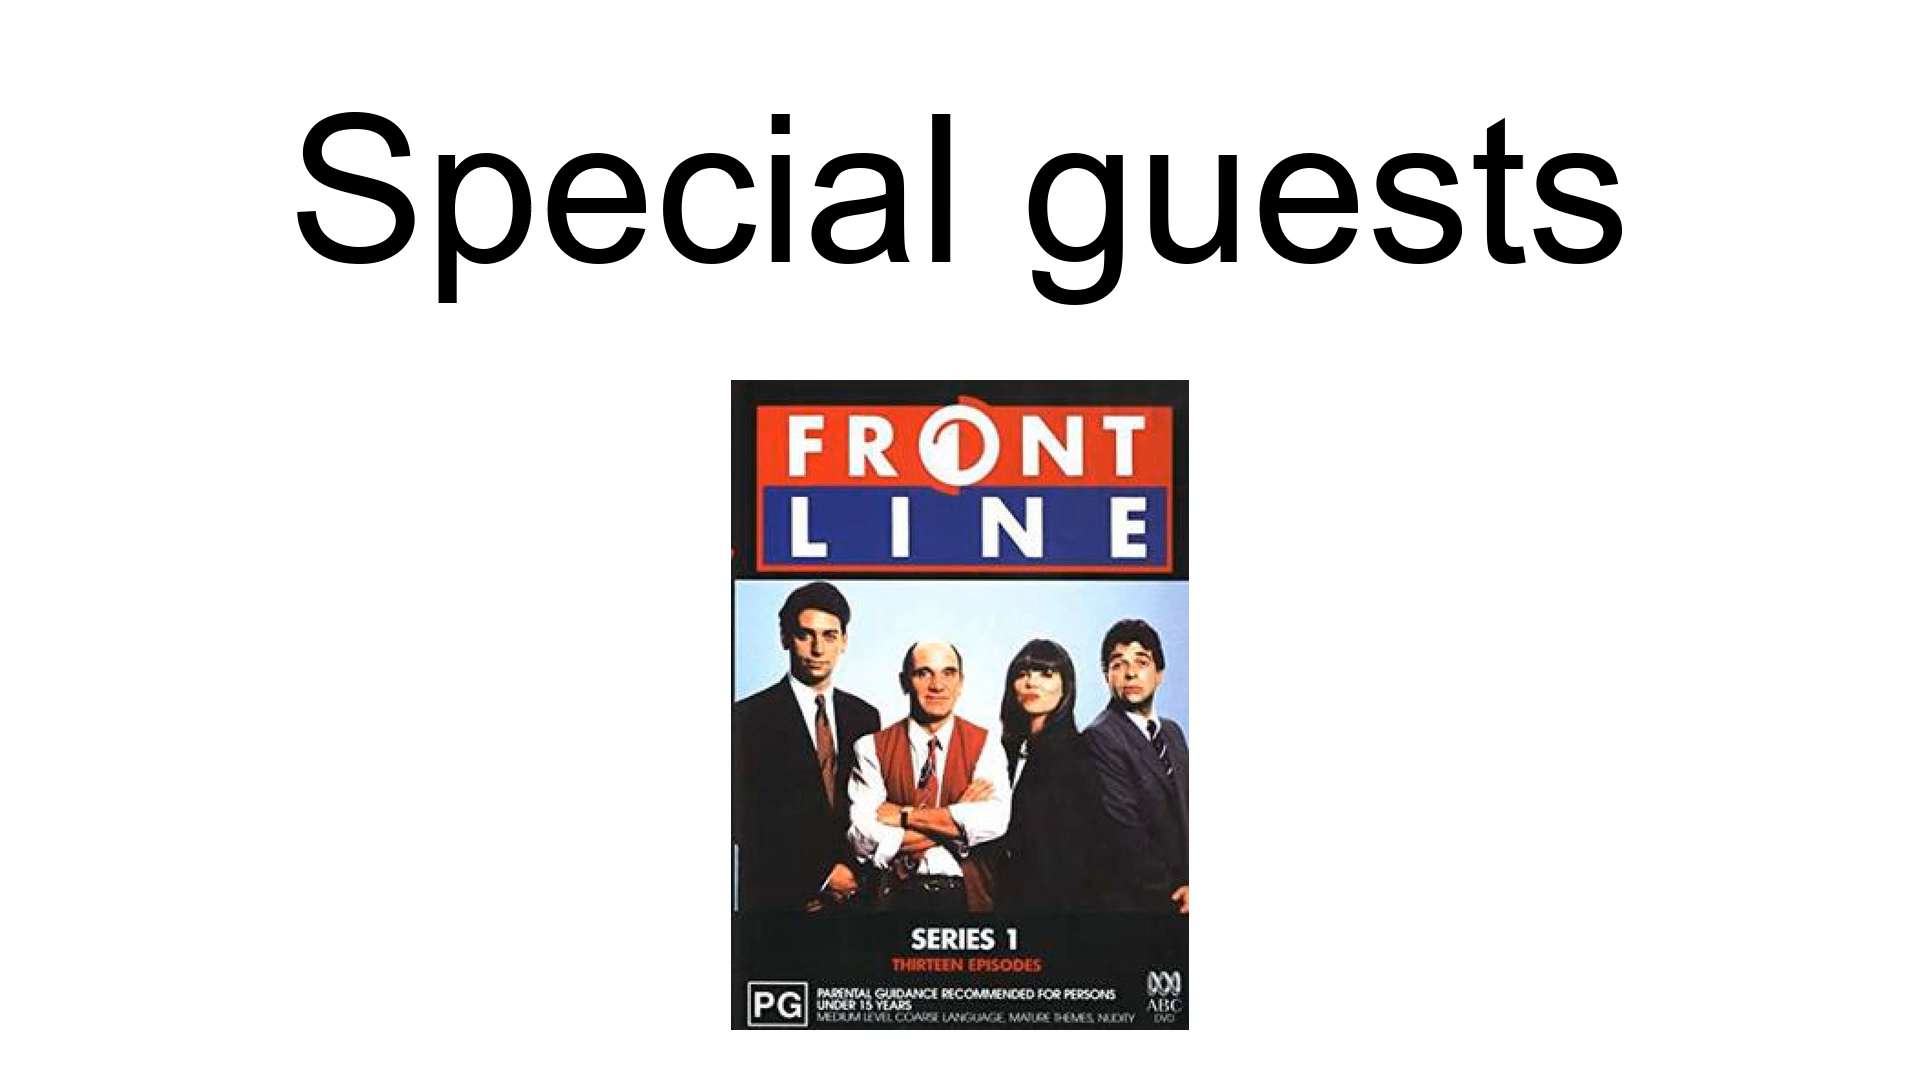 Special guests
FRONT
LINE
SERIES 1
THIRTEEN EPISODES
PG
PARENTAL GUIDANCE RECOMMENDED FOR PERSONS
UNDER 15 YEARS
MEDIUM LEVEL COARSE LANGUAGE, MATURE THEMES, NUDITY
ABC
DVD